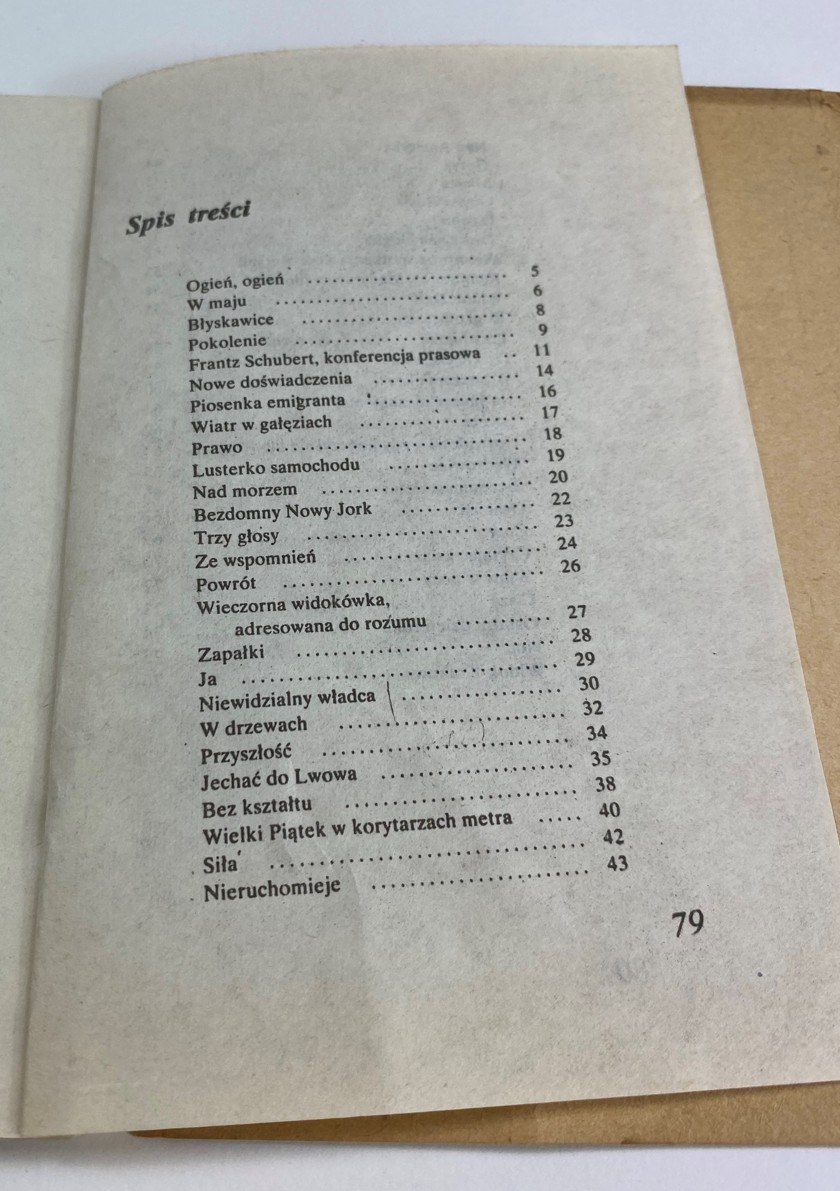 Spis treści
Ogień, ogień ........................ 5
W maju ........................ 6
Błyskawice ........................ 8
Pokolenie ........................ 9
Frantz Schubert, konferencja prasowa .. 11
Nowe doświadczenia .................. 14
Piosenka emigranta .................. 16
Wiatr w gałęziach .................. 17
Prawo ........................ 18
Lusterko samochodu .................. 19
Nad morzem ........................ 20
Bezdomny Nowy Jork .................. 22
Trzy głosy ........................ 23
Ze wspomnień ........................ 24
Powrót ........................ 26
Wieczorna widokówka,
adresowana do rozumu ............ 27
Zapałki ........................ 28
Ja ........................ 29
Niewidzialny władca .................. 30
W drzewach ........................ 32
Przyszłość ........................ 34
Jechać do Lwowa .................. 35
Bez kształtu ........................ 38
Wielki Piątek w korytarzach metra ..... 40
Siła ........................ 42
Nieruchomieje ........................ 43
79